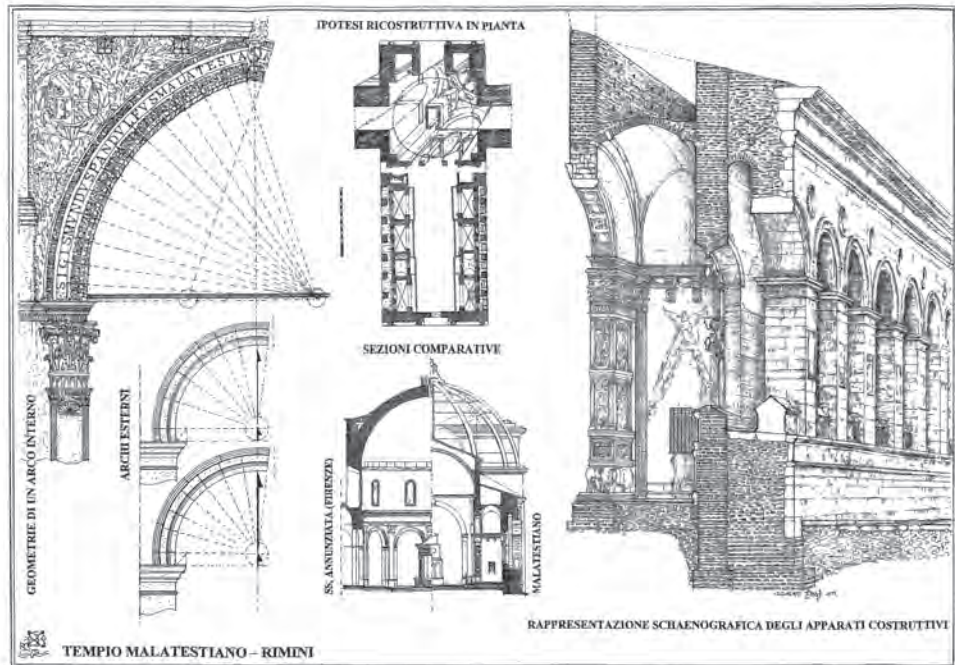 IPOTESI RICOSTRUTTIVA IN PIANTA
GEOMETRIE DI UN ARCO INTERNO
ARCHI ESTERNI
SEZIONI COMPARATIVE
SS. ANNUNZIATA (FIRENZE)
MALATESTIANO
RAPPRESENTAZIONE SCHAENOGRAFICA DEGLI APPARATI COSTRUTTIVI
TEMPIO MALATESTIANO – RIMINI